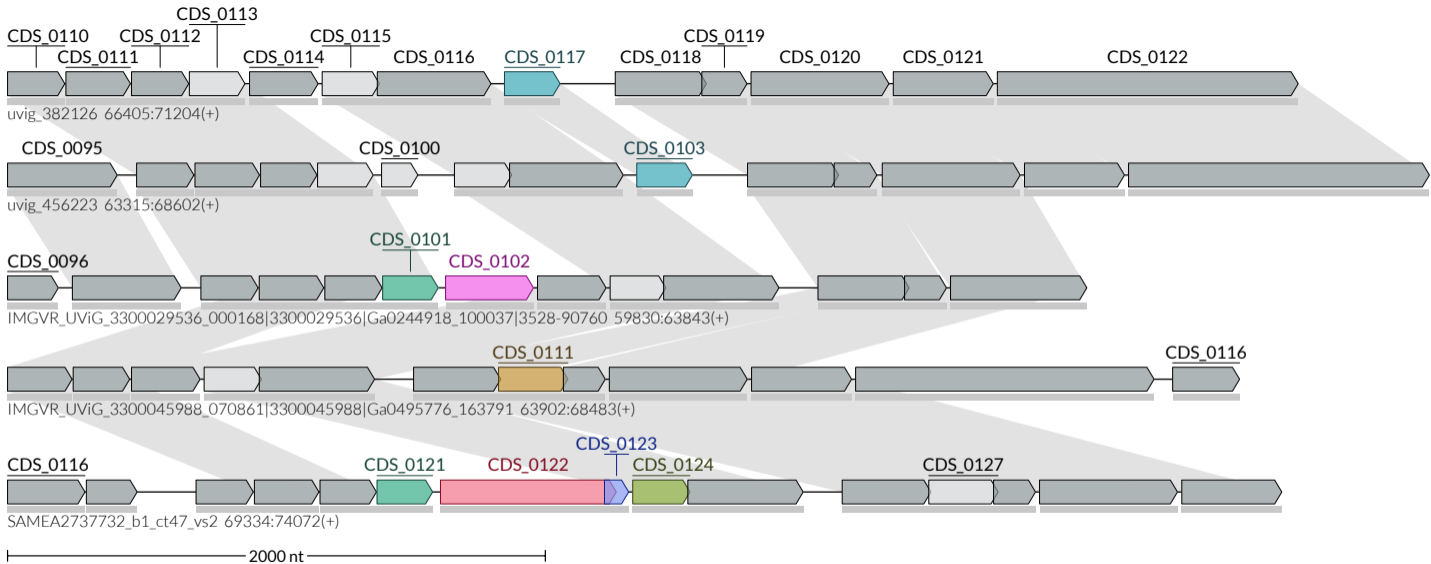 CDS_0113
CDS_0110 CDS_0112 CDS_0115 CDS_0119
CDS_0111 CDS_0114 CDS_0116 CDS_0117 CDS_0118 CDS_0120 CDS_0121 CDS_0122
uvig_382126 66405:71204(+)
CDS_0095 CDS_0100 CDS_0103
uvig_456223 63315:68602(+)
CDS_0101
CDS_0096 CDS_0102
IMGVR_UViG_3300029536_000168|3300029536|Ga0244918_100037|3528-90760 59830:63843(+)
CDS_0111 CDS_0116
IMGVR_UViG_3300045988_070861|3300045988|Ga0495776_163791 63902:68483(+)
CDS_0123
CDS_0116 CDS_0121 CDS_0122 CDS_0124 CDS_0127
SAMEA2737732_b1_ct47_vs2 69334:74072(+)
2000 nt